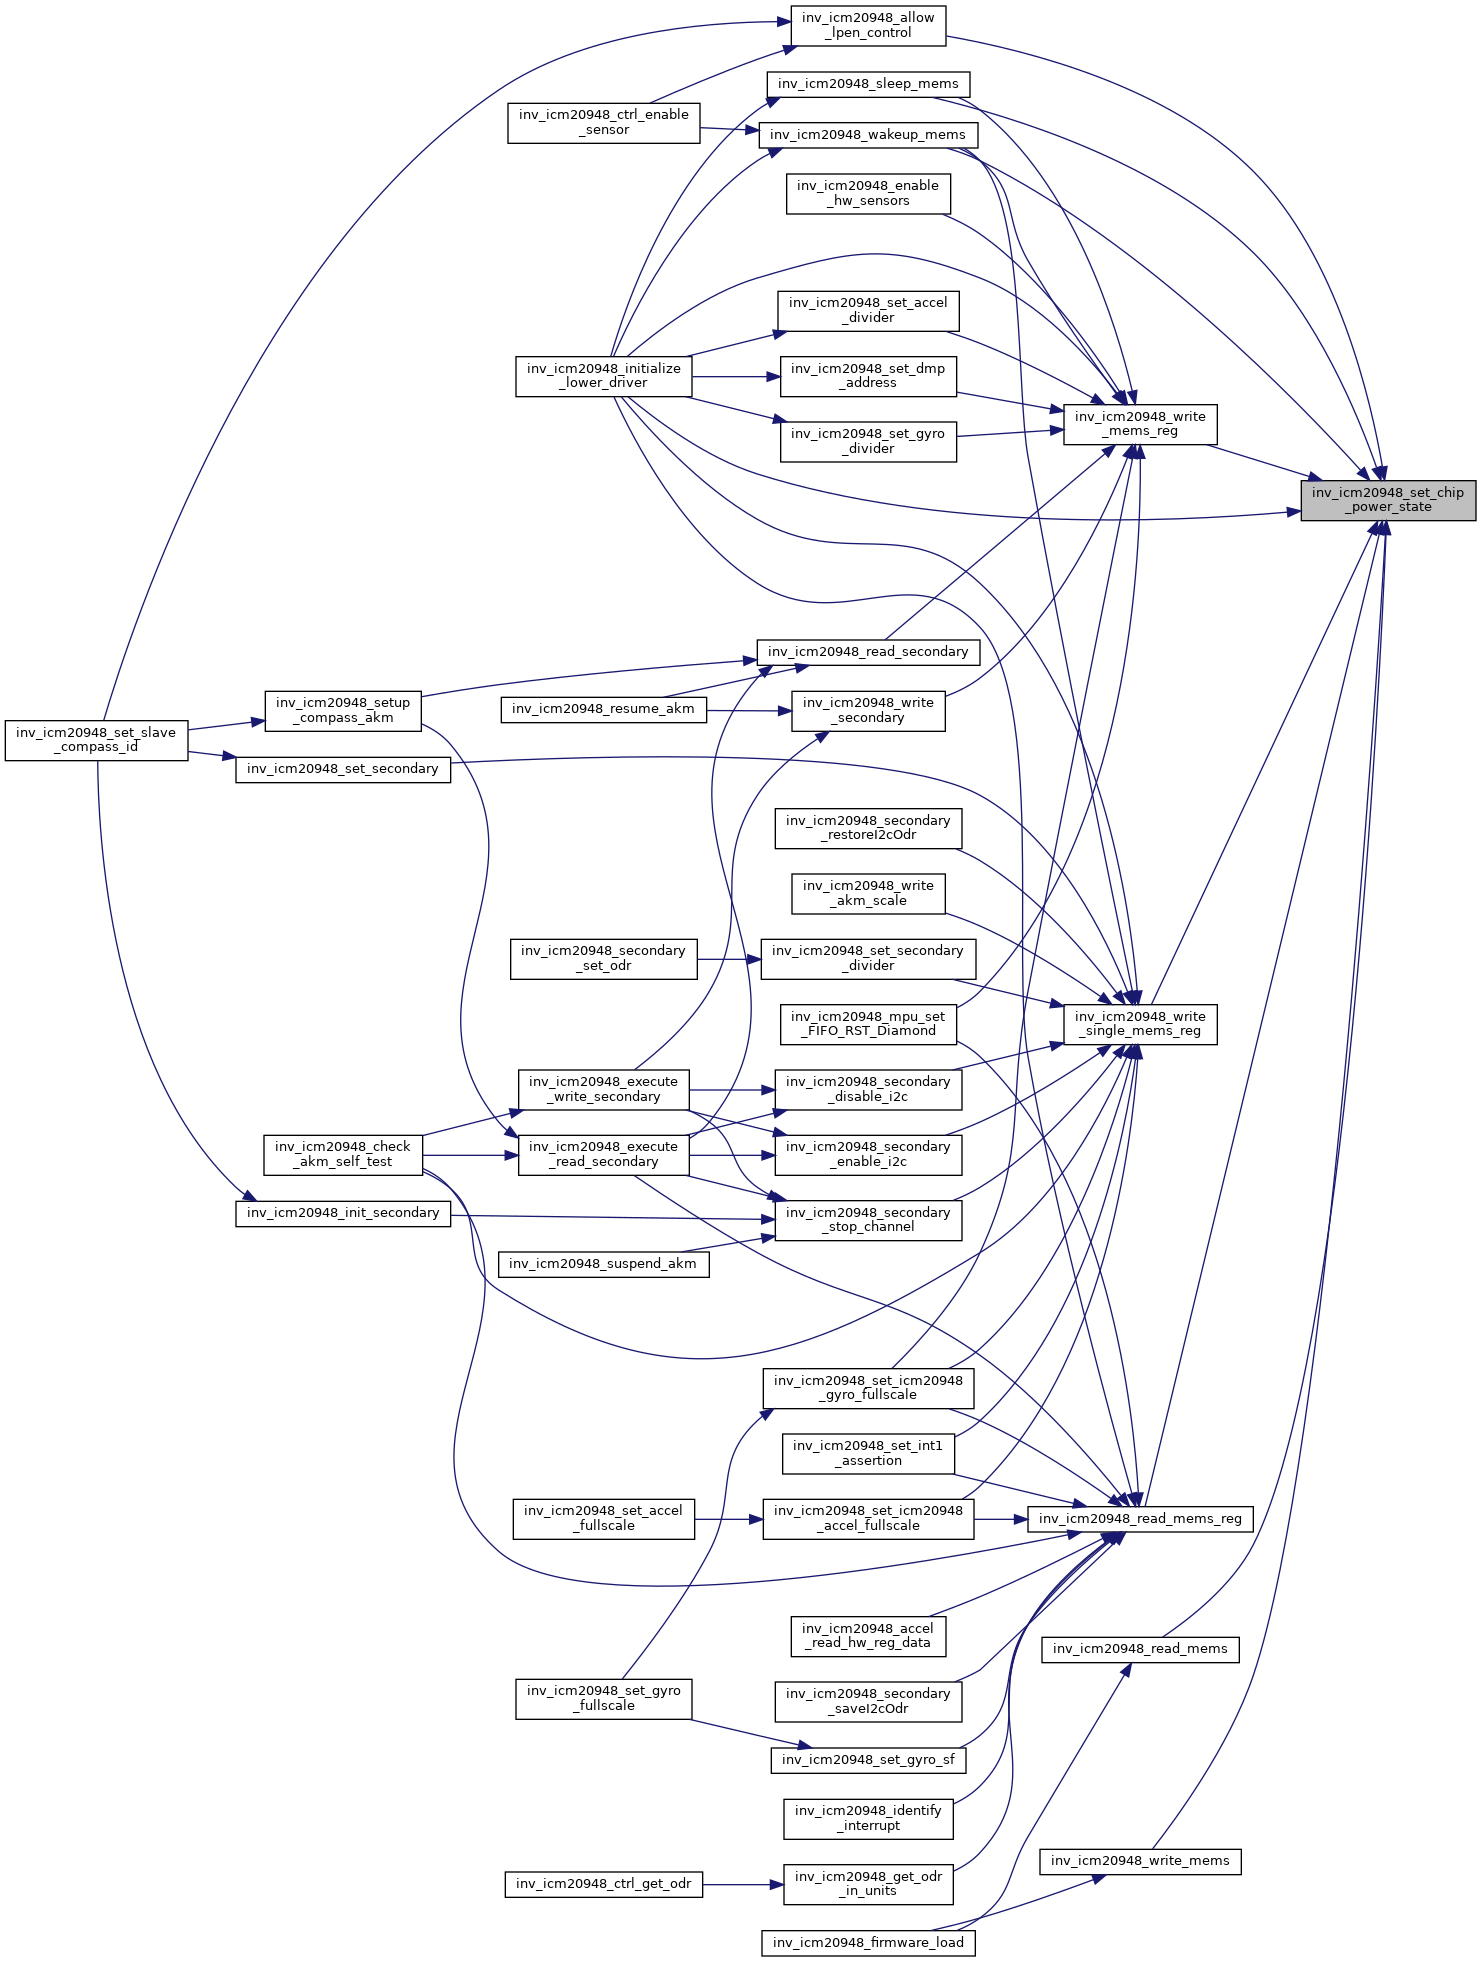 inv_icm20948_allow
_lpen_control
inv_icm20948_sleep_mems
inv_icm20948_ctrl_enable
_sensor
inv_icm20948_wakeup_mems
inv_icm20948_enable
_hw_sensors
inv_icm20948_set_accel
_divider
inv_icm20948_initialize
_lower_driver
inv_icm20948_set_dmp
_address
inv_icm20948_write
_mems_reg
inv_icm20948_set_gyro
_divider
inv_icm20948_set_chip
_power_state
inv_icm20948_read_secondary
inv_icm20948_setup
_compass_akm
inv_icm20948_resume_akm
inv_icm20948_write
_secondary
inv_icm20948_set_slave
_compass_id
inv_icm20948_set_secondary
inv_icm20948_secondary
_restoreI2cOdr
inv_icm20948_write
_akm_scale
inv_icm20948_secondary
_set_odr
inv_icm20948_set_secondary
_divider
inv_icm20948_mpu_set
_FIFO_RST_Diamond
inv_icm20948_write
_single_mems_reg
inv_icm20948_execute
_write_secondary
inv_icm20948_secondary
_disable_i2c
inv_icm20948_check
_akm_self_test
inv_icm20948_execute
_read_secondary
inv_icm20948_secondary
_enable_i2c
inv_icm20948_init_secondary
inv_icm20948_secondary
_stop_channel
inv_icm20948_suspend_akm
inv_icm20948_set_icm20948
_gyro_fullscale
inv_icm20948_set_int1
_assertion
inv_icm20948_set_accel
_fullscale
inv_icm20948_set_icm20948
_accel_fullscale
inv_icm20948_read_mems_reg
inv_icm20948_accel
_read_hw_reg_data
inv_icm20948_read_mems
inv_icm20948_set_gyro
_fullscale
inv_icm20948_secondary
_saveI2cOdr
inv_icm20948_set_gyro_sf
inv_icm20948_identify
_interrupt
inv_icm20948_write_mems
inv_icm20948_ctrl_get_odr
inv_icm20948_get_odr
_in_units
inv_icm20948_firmware_load